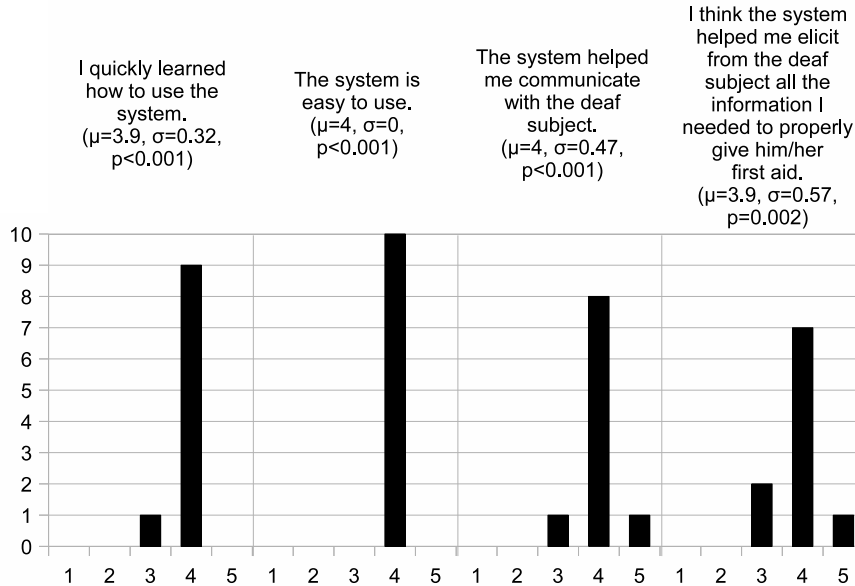 I quickly learned
how to use the
system.
(μ=3.9, σ=0.32,
p<0.001)
The system is
easy to use.
(μ=4, σ=0,
p<0.001)
The system helped
me communicate
with the deaf
subject.
(μ=4, σ=0.47,
p<0.001)
I think the system
helped me elicit
from the deaf
subject all the
information I
needed to properly
give him/her
first aid.
(μ=3.9, σ=0.57,
p=0.002)
10
9
8
7
6
5
4
3
2
1
0
1 2 3 4 5 1 2 3 4 5 1 2 3 4 5 1 2 3 4 5